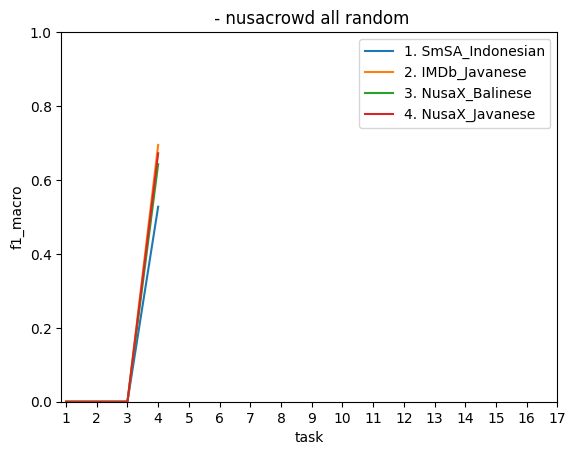 - nusacrowd all random
1. SmSA_Indonesian
2. IMDb_Javanese
3. NusaX_Balinese
4. NusaX_Javanese
1.0
0.8
0.6
0.4
0.2
0.0
f1_macro
1 2 3 4 5 6 7 8 9 10 11 12 13 14 15 16 17
task